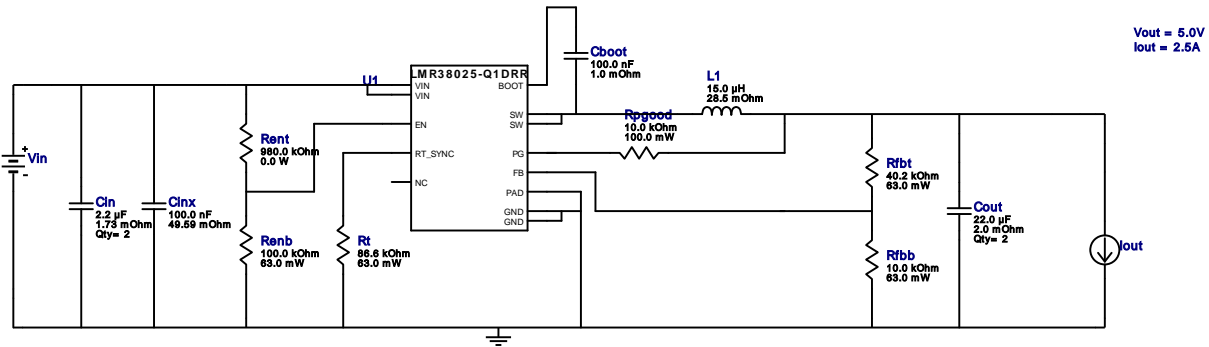 Vout = 5.0V
Iout = 2.5A
Cboot
100.0 nF
1.0 mOhm
U1
LMR38025-Q1DRR
VIN
VIN
EN
RT_SYNC
NC
BOOT
SW
SW
PG
FB
PAD
GND
GND
L1
15.0 µH
28.5 mOhm
Rpgood
10.0 kOhm
100.0 mW
Vin
+
-
Cin
2.2 µF
1.73 mOhm
Qty= 2
Cinx
100.0 nF
49.59 mOhm
Rent
980.0 kOhm
0.0 W
Renb
100.0 kOhm
63.0 mW
Rt
86.6 kOhm
63.0 mW
Rfbt
40.2 kOhm
63.0 mW
Rfbb
10.0 kOhm
63.0 mW
Cout
22.0 µF
2.0 mOhm
Qty= 2
Iout